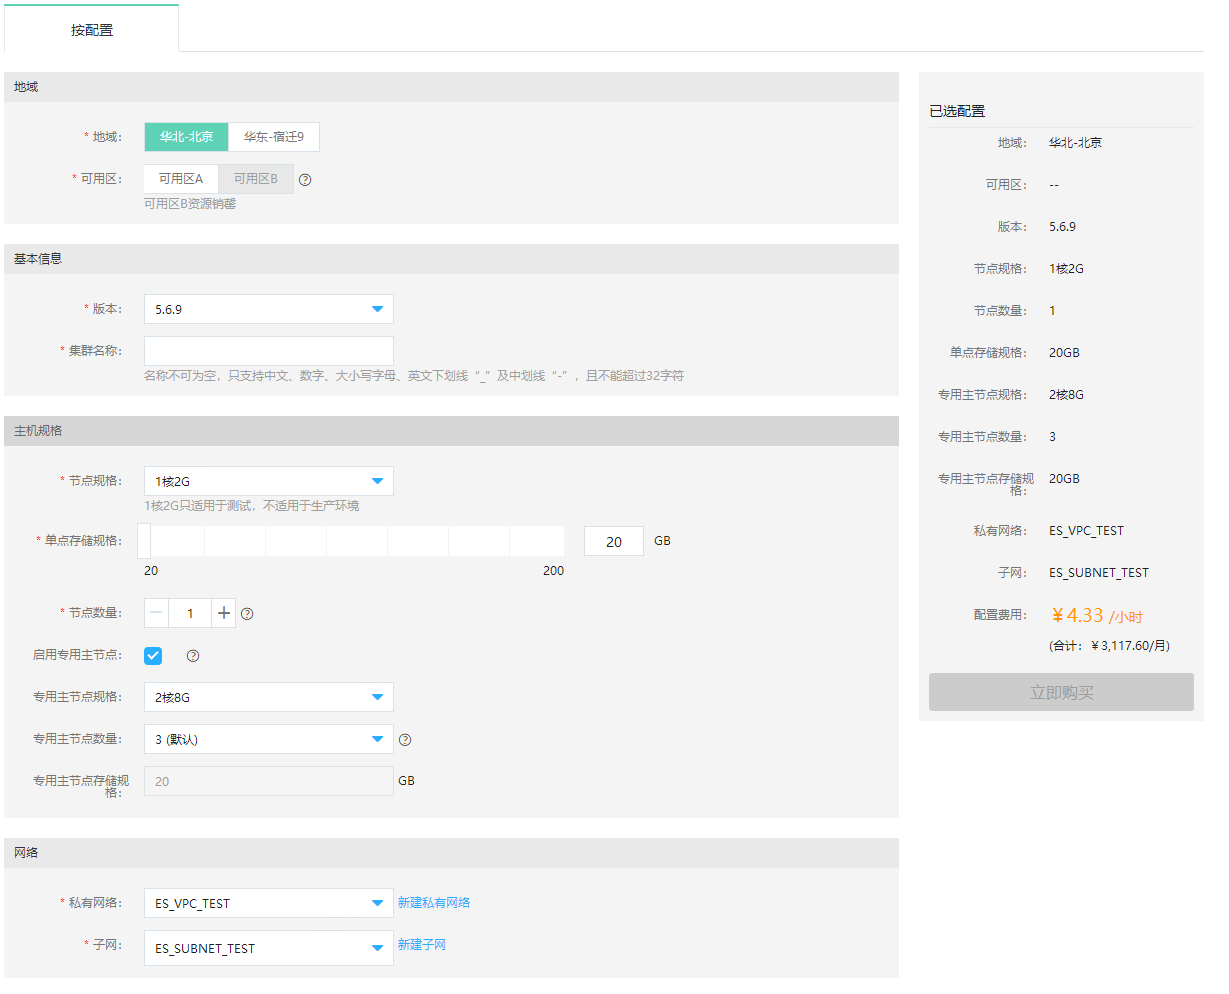 按配置
地域
* 地域： 华北-北京 华东-宿迁9
* 可用区： 可用区A 可用区B ?
可用区B资源销罄
基本信息
* 版本： 5.6.9
* 集群名称：
名称不可为空，只支持中文、数字、大小写字母、英文下划线“_”及中划线“-”，且不能超过32字符
主机规格
* 节点规格： 1核2G
1核2G只适用于测试，不适用于生产环境
* 单点存储规格： 20 GB
20 200
* 节点数量： － 1 + ?
启用专用主节点： ?
专用主节点规格： 2核8G
专用主节点数量： 3 (默认) ?
专用主节点存储规
格： 20 GB
网络
* 私有网络： ES_VPC_TEST 新建私有网络
* 子网： ES_SUBNET_TEST 新建子网
已选配置
地域： 华北-北京
可用区： --
版本： 5.6.9
节点规格： 1核2G
节点数量： 1
单点存储规格： 20GB
专用主节点规格： 2核8G
专用主节点数量： 3
专用主节点存储规
格： 20GB
私有网络： ES_VPC_TEST
子网： ES_SUBNET_TEST
配置费用： ￥4.33 /小时
(合计：￥3,117.60/月)
立即购买